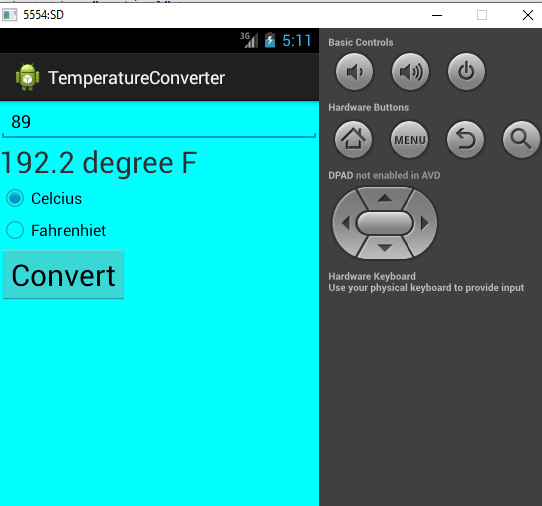 5554:SD
3G 5:11
TemperatureConverter
89
192.2 degree F
Celcius
Fahrenhiet
Convert
Basic Controls
Hardware Buttons
MENU
DPAD not enabled in AVD
Hardware Keyboard
Use your physical keyboard to provide input